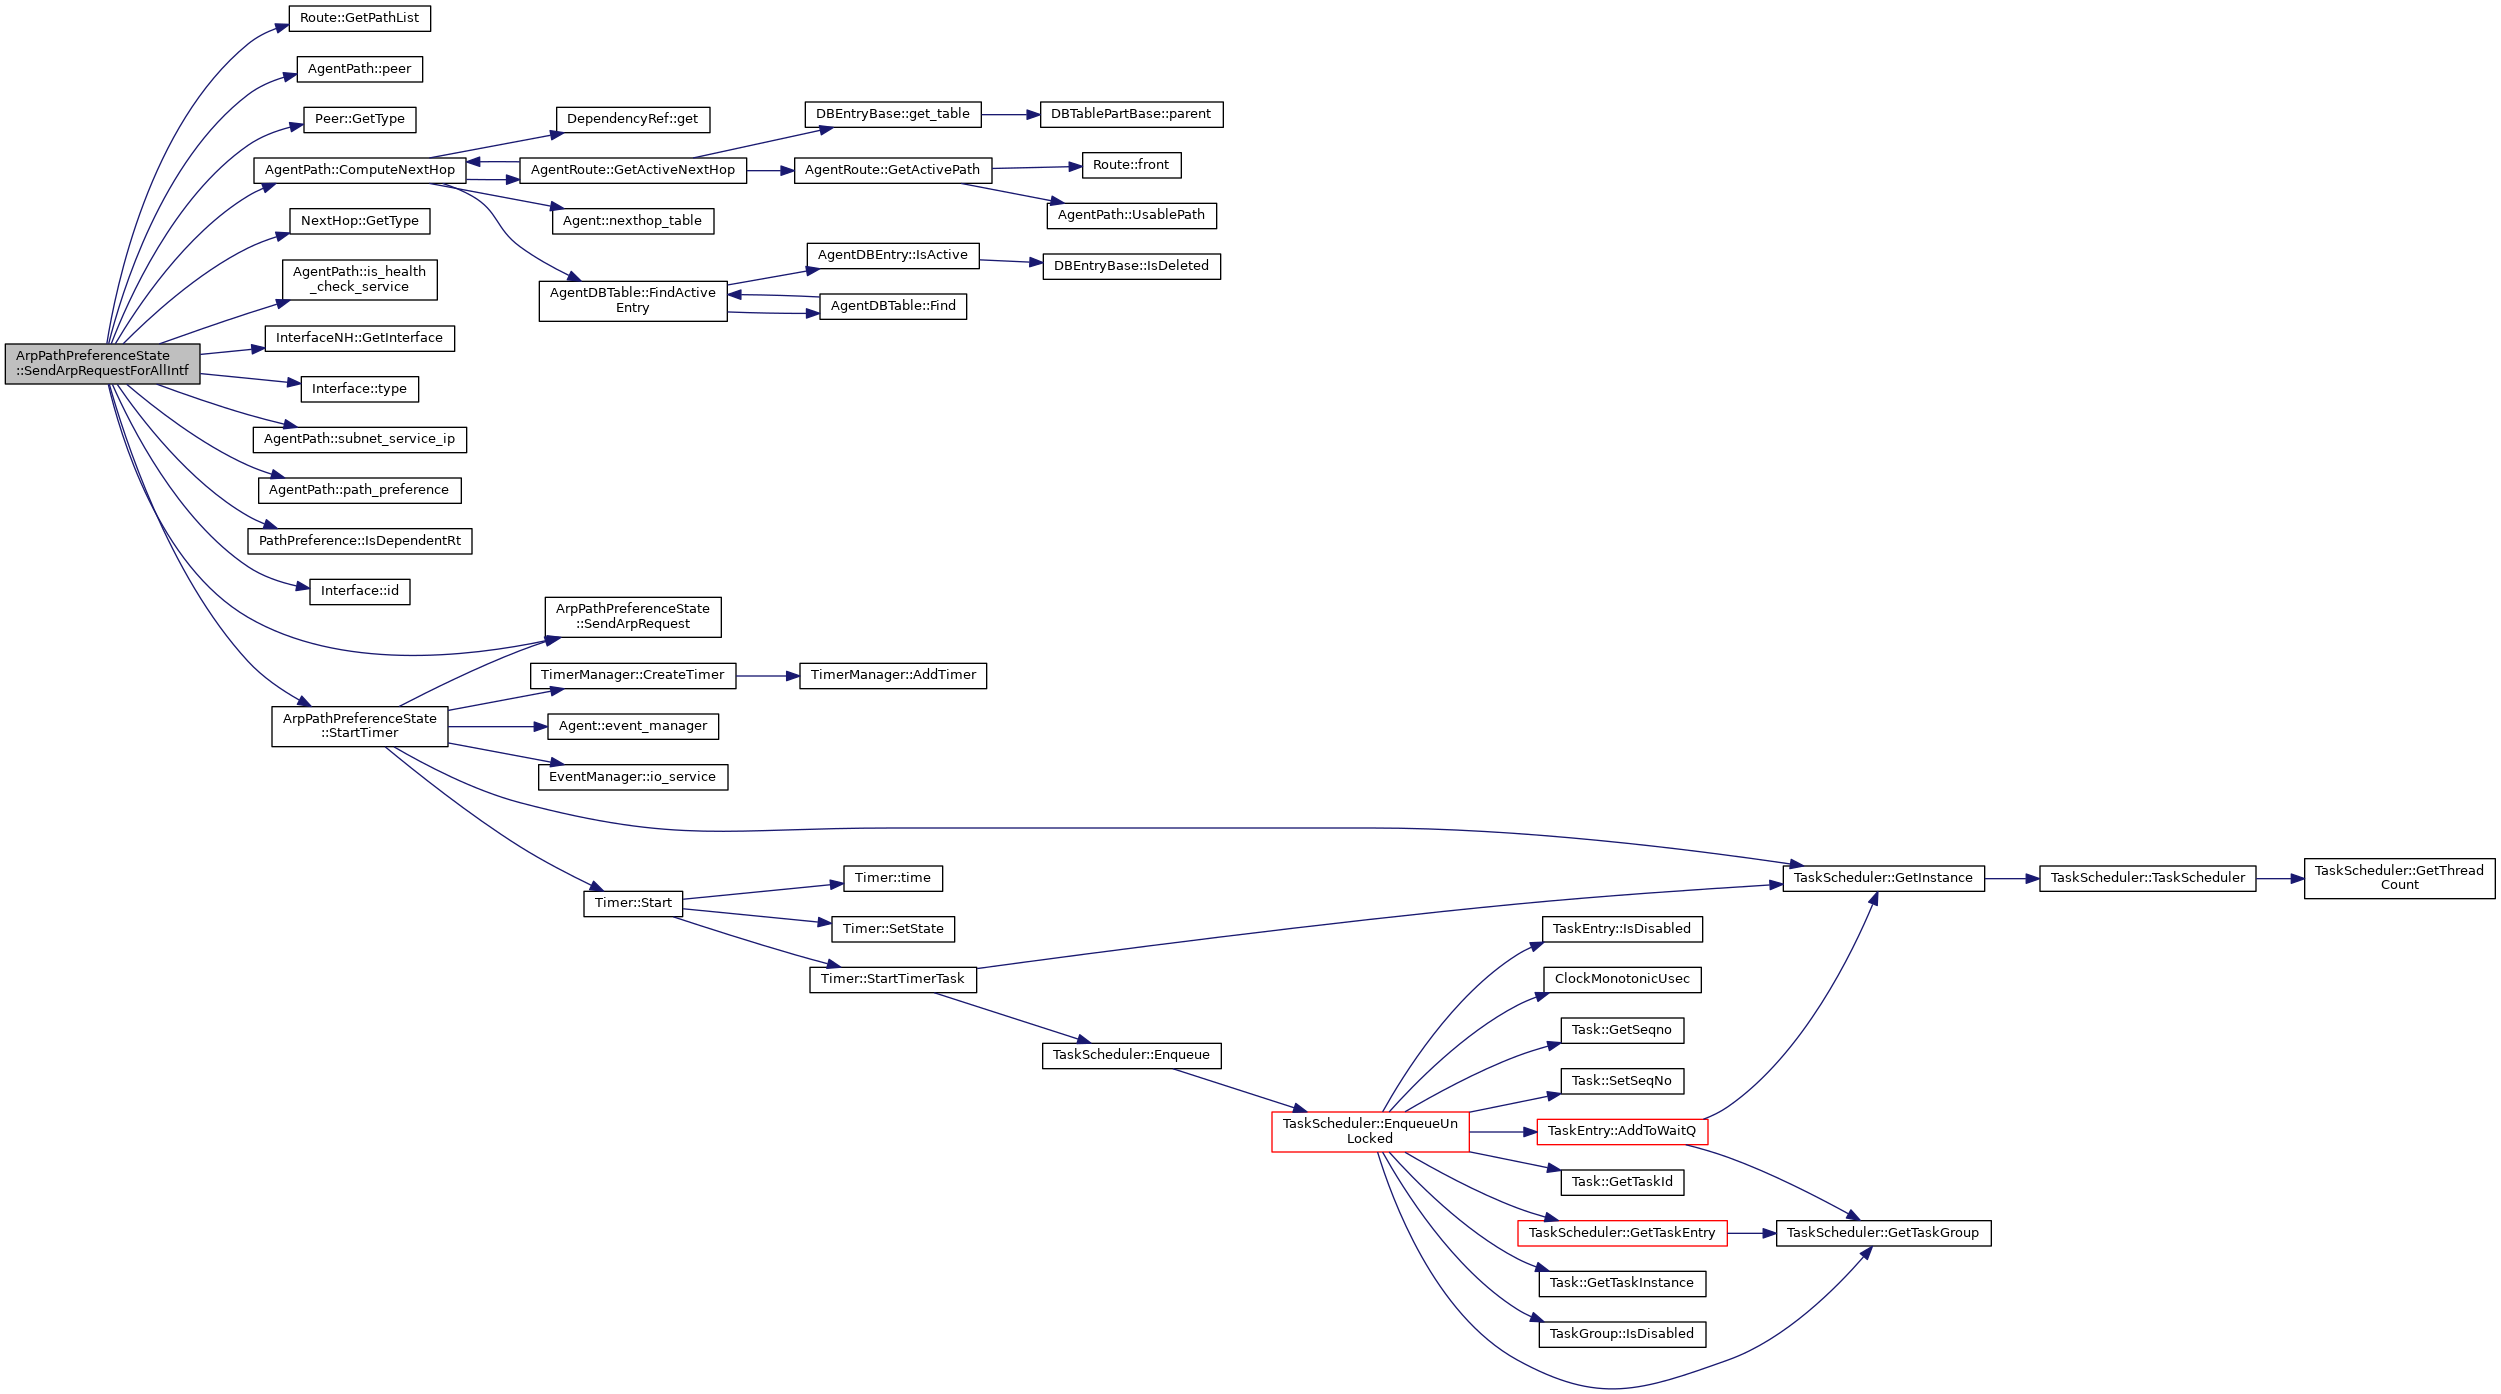 Route::GetPathList
AgentPath::peer
Peer::GetType
AgentPath::ComputeNextHop
NextHop::GetType
AgentPath::is_health
_check_service
InterfaceNH::GetInterface
ArpPathPreferenceState
::SendArpRequestForAllIntf
Interface::type
AgentPath::subnet_service_ip
AgentPath::path_preference
PathPreference::IsDependentRt
Interface::id
ArpPathPreferenceState
::StartTimer
DependencyRef::get
AgentRoute::GetActiveNextHop
Agent::nexthop_table
AgentDBTable::FindActive
Entry
DBEntryBase::get_table
DBTablePartBase::parent
AgentRoute::GetActivePath
Route::front
AgentPath::UsablePath
AgentDBEntry::IsActive
DBEntryBase::IsDeleted
AgentDBTable::Find
ArpPathPreferenceState
::SendArpRequest
TimerManager::CreateTimer
TimerManager::AddTimer
Agent::event_manager
EventManager::io_service
Timer::Start
Timer::time
Timer::SetState
Timer::StartTimerTask
TaskScheduler::Enqueue
TaskScheduler::EnqueueUn
Locked
TaskEntry::IsDisabled
ClockMonotonicUsec
Task::GetSeqno
Task::SetSeqNo
TaskEntry::AddToWaitQ
Task::GetTaskId
TaskScheduler::GetTaskEntry
Task::GetTaskInstance
TaskGroup::IsDisabled
TaskScheduler::GetInstance
TaskScheduler::TaskScheduler
TaskScheduler::GetThread
Count
TaskScheduler::GetTaskGroup